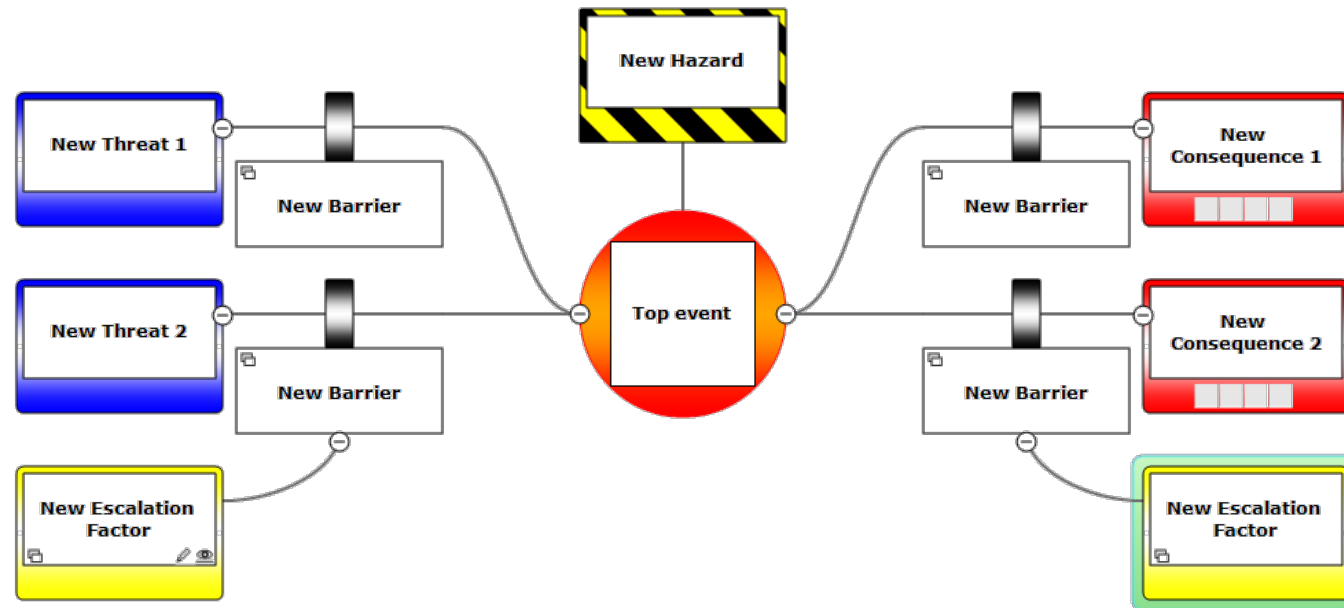 New Hazard
New Threat 1
New Barrier
New Barrier
New
Consequence 1
Top event
New Threat 2
New Barrier
New Barrier
New
Consequence 2
New Escalation
Factor
New Escalation
Factor